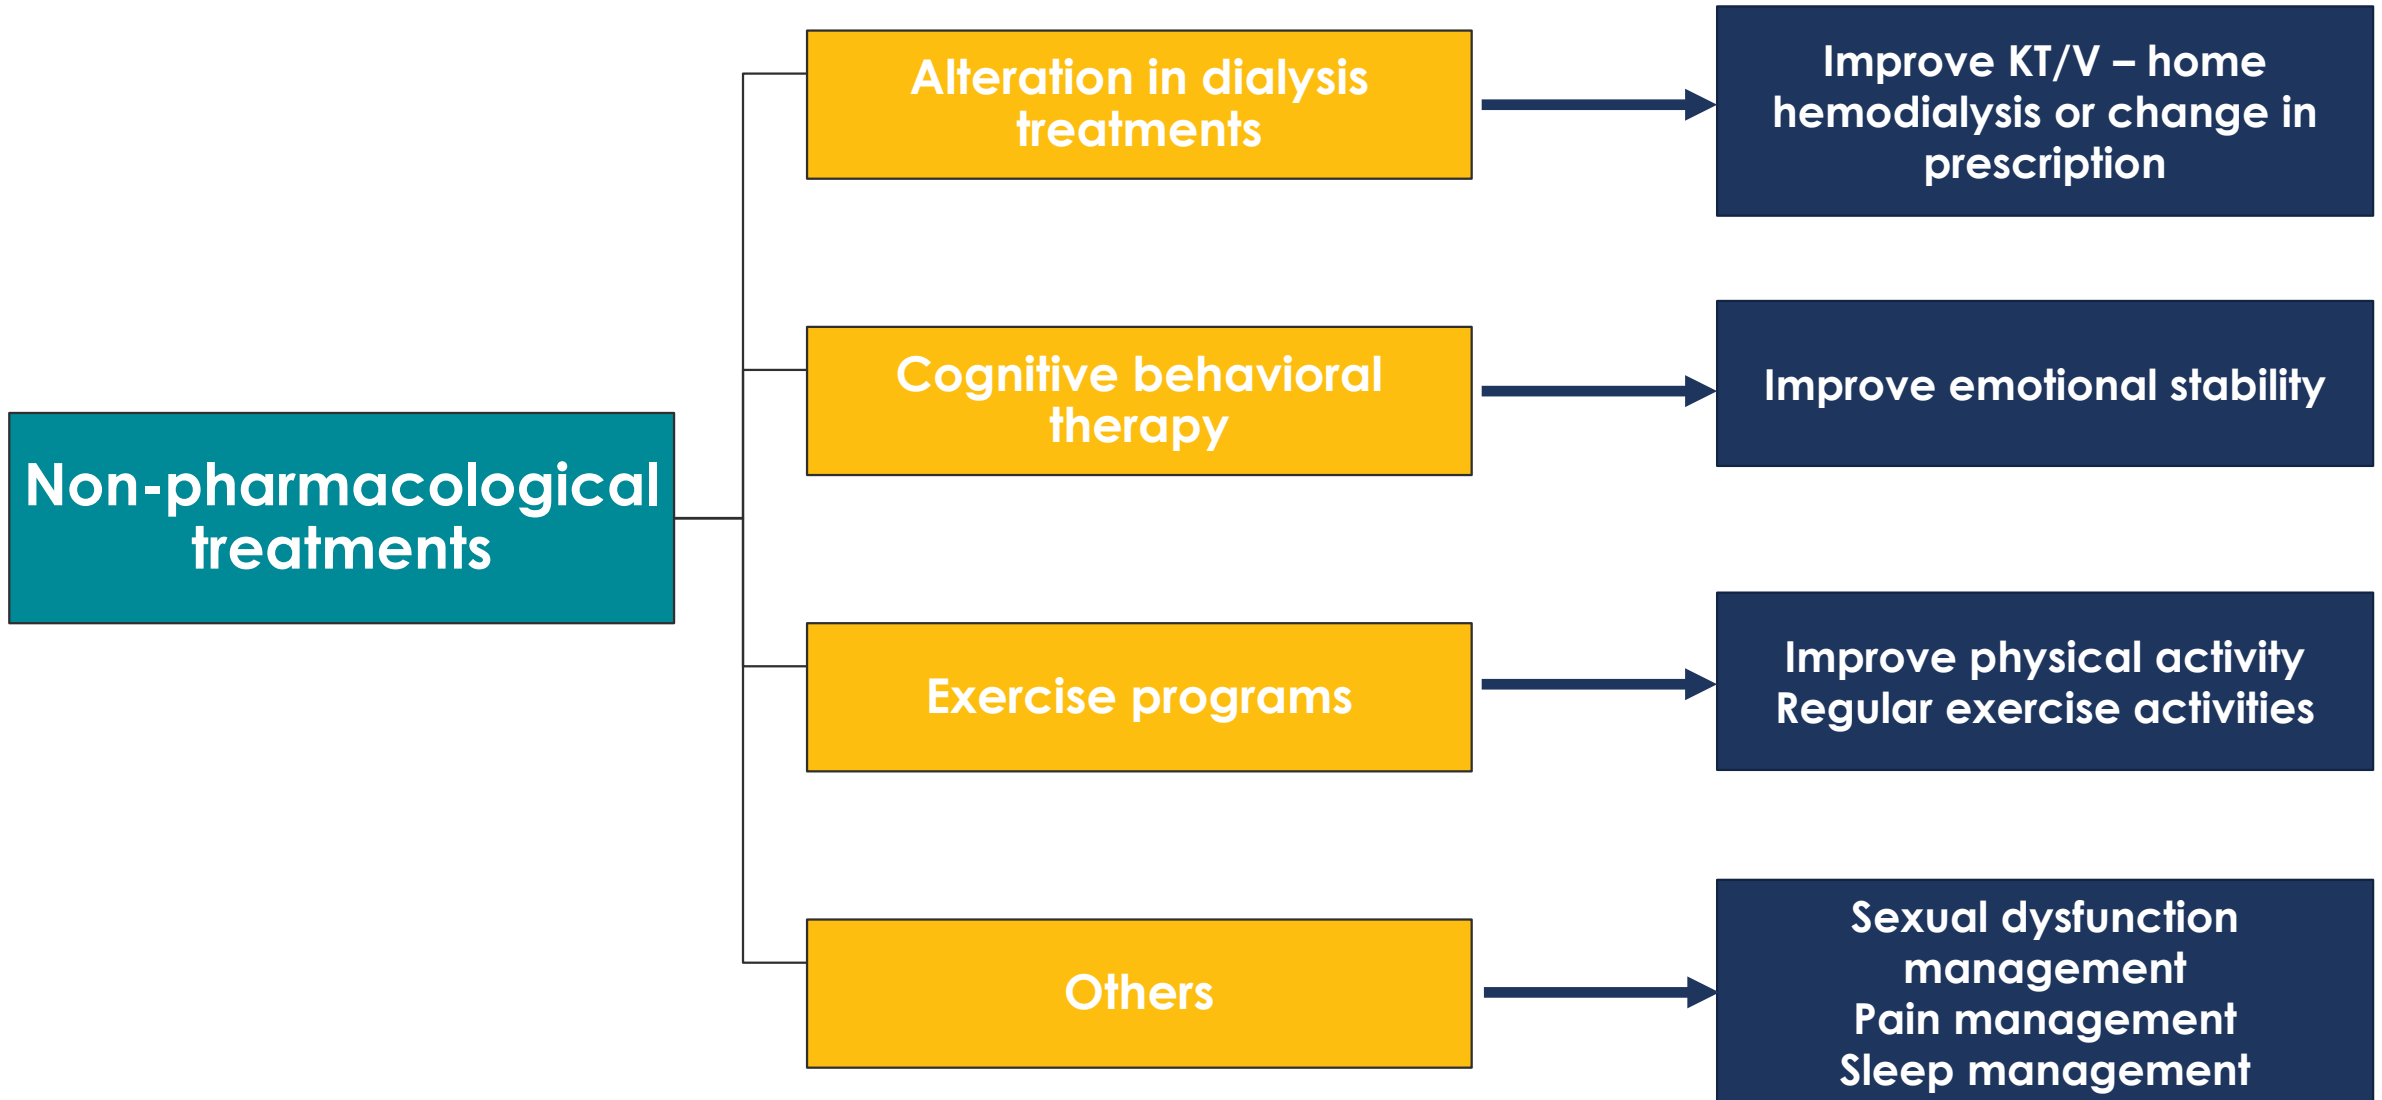 Non-pharmacological
treatments
Alteration in dialysis
treatments
Improve KT/V – home
hemodialysis or change in
prescription
Cognitive behavioral
therapy
Improve emotional stability
Exercise programs
Improve physical activity
Regular exercise activities
Others
Sexual dysfunction
management
Pain management
Sleep management